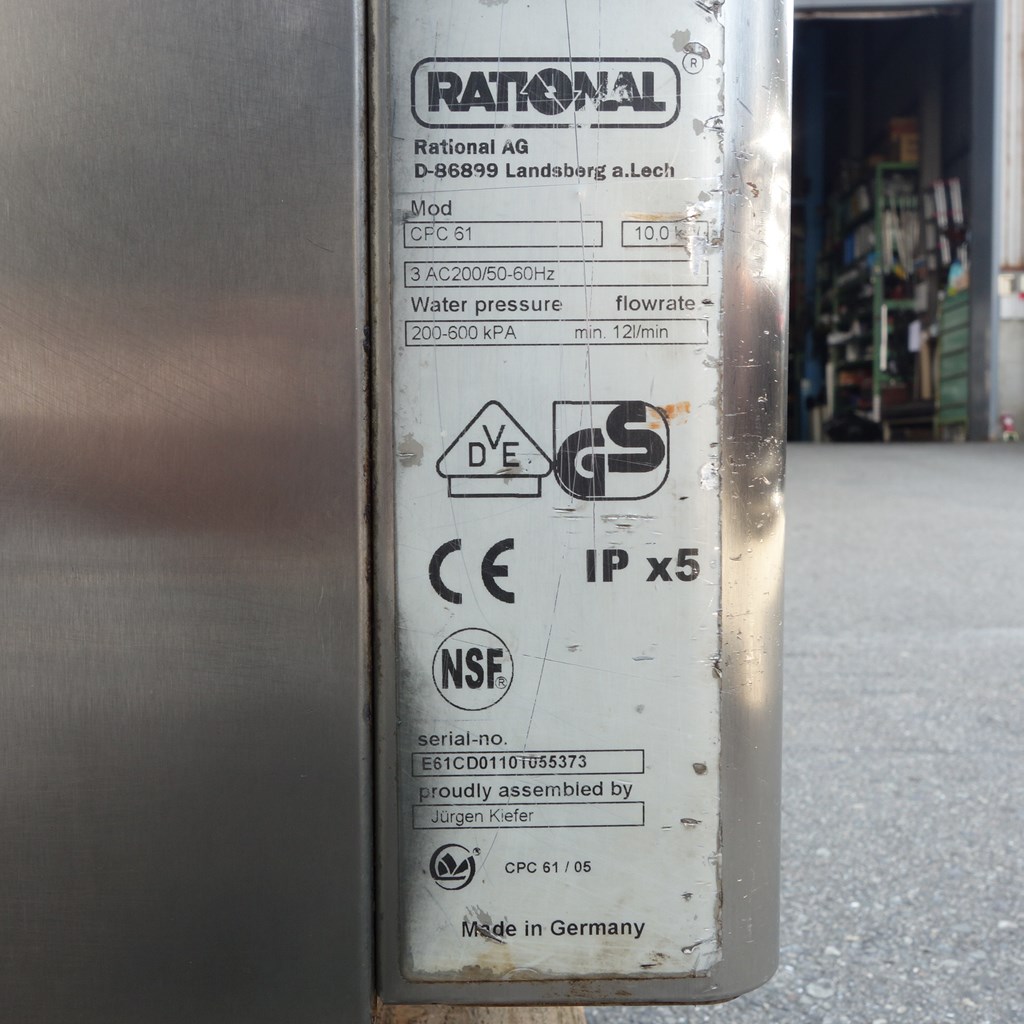 RATIONAL ®
Rational AG
D-86899 Landsberg a.Lech
Mod
CPC 61 10,0
3 AC200/50-60Hz
Water pressure flowrate
200-600 kPA min. 12l/min
DVE GS
CE IP x5
NSF®
serial-no.
E61CD01101055373
proudly assembled by
Jürgen Kiefer
CPC 61 / 05
Made in Germany